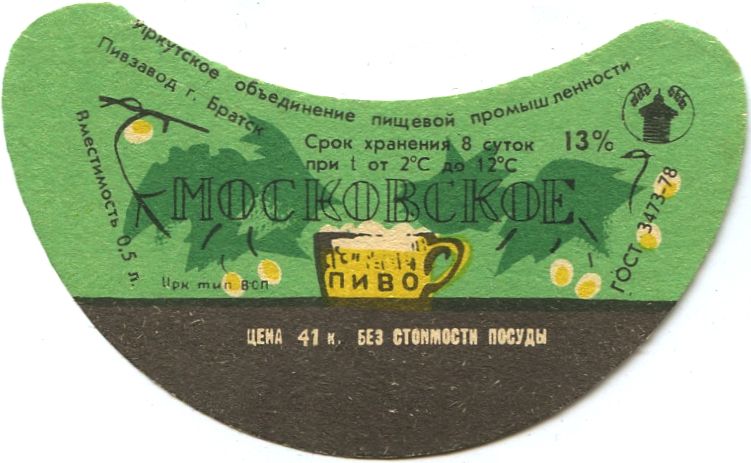 Иркутское объединение пищевой промышленности
Пивзавод г. Братск
Срок хранения 8 суток
при t от 2°С до 12°С
13%
Вместимость 0,5 л.
МОСКОВСКОЕ
ГОСТ 3473-78
ПИВО
Ирк тип ВСП
ЦЕНА 41 к. БЕЗ СТОИМОСТИ ПОСУДЫ